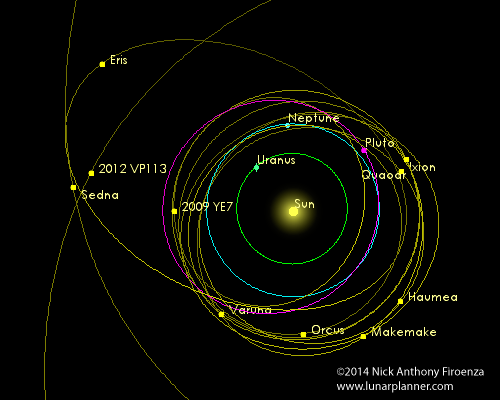 Eris
Neptune
Pluto
Uranus
Ixion
2012 VP113
Quaoar
Sedna
Sun
2009 YE7
Haumea
Varuna
Orcus
Makemake
©2014 Nick Anthony Fiorenza
www.lunarplanner.com